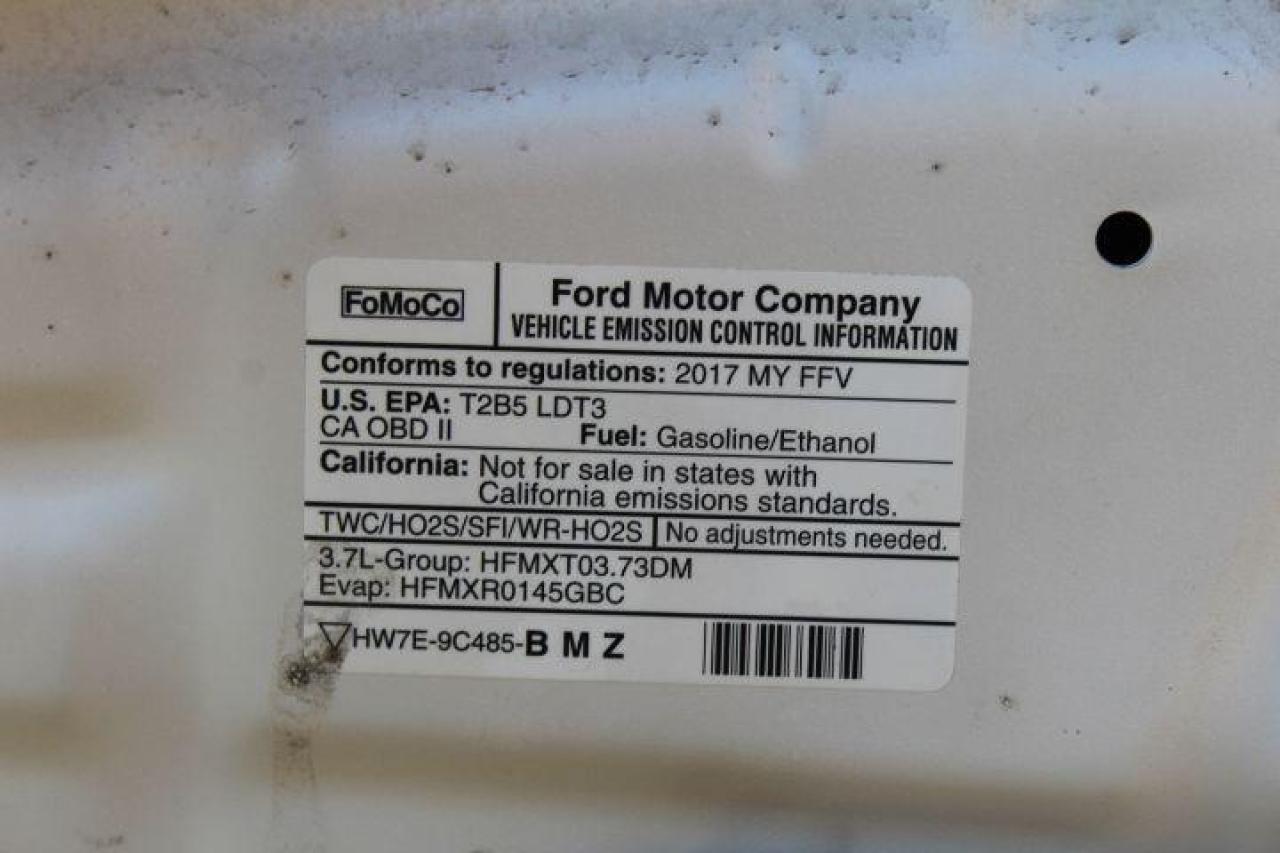 FoMoCo
Ford Motor Company
VEHICLE EMISSION CONTROL INFORMATION
Conforms to regulations: 2017 MY FFV
U.S. EPA: T2B5 LDT3
CA OBD II Fuel: Gasoline/Ethanol
California: Not for sale in states with
California emissions standards.
TWC/HO2S/SFI/WR-HO2S No adjustments needed.
3.7L-Group: HFMXT03.73DM
Evap: HFMXR0145GBC
HW7E-9C485-B M Z